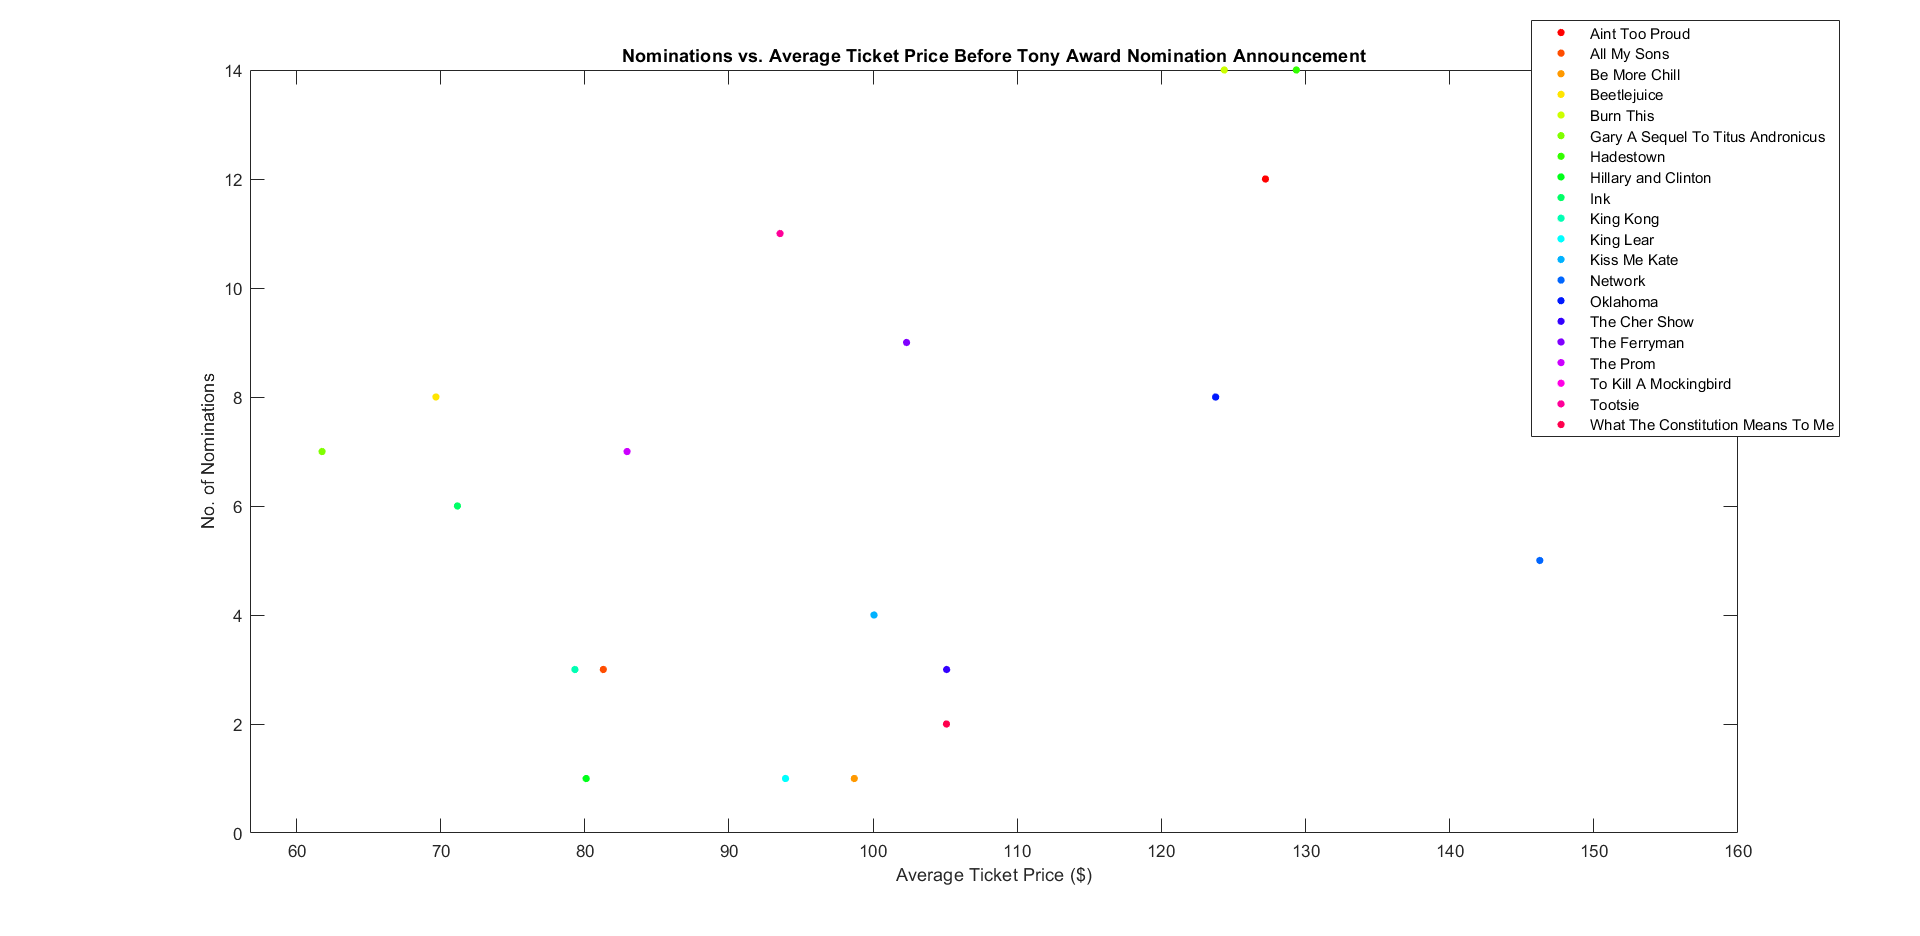 Nominations vs. Average Ticket Price Before Tony Award Nomination Announcement
Aint Too Proud
All My Sons
Be More Chill
Beetlejuice
Burn This
Gary A Sequel To Titus Andronicus
Hadestown
Hillary and Clinton
Ink
King Kong
King Lear
Kiss Me Kate
Network
Oklahoma
The Cher Show
The Ferryman
The Prom
To Kill A Mockingbird
Tootsie
What The Constitution Means To Me
No. of Nominations
14
12
10
8
6
4
2
0
60 70 80 90 100 110 120 130 140 150 160
Average Ticket Price ($)